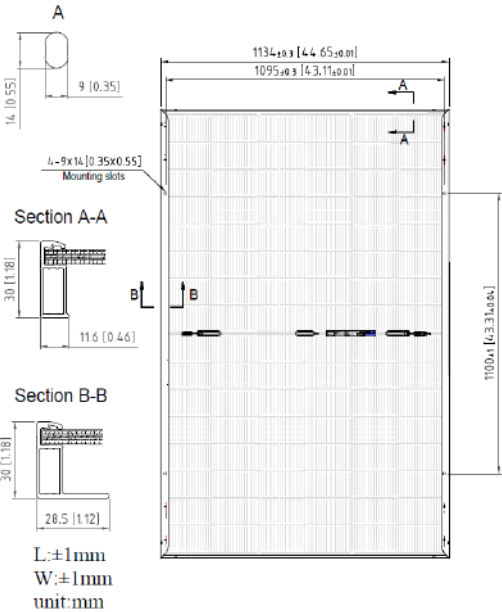 A
14 [0.55]
9 [0.35]
1134±0.3 [44.65±0.01]
1095±0.3 [43.11±0.01]
A
A
4-9x14[0.35x0.55]
Mounting slots
Section A-A
30 [1.18]
11.6 [0.46]
B
B
1100±1 [43.31±0.04]
Section B-B
30 [1.18]
28.5 [1.12]
L:±1mm
W:±1mm
unit:mm